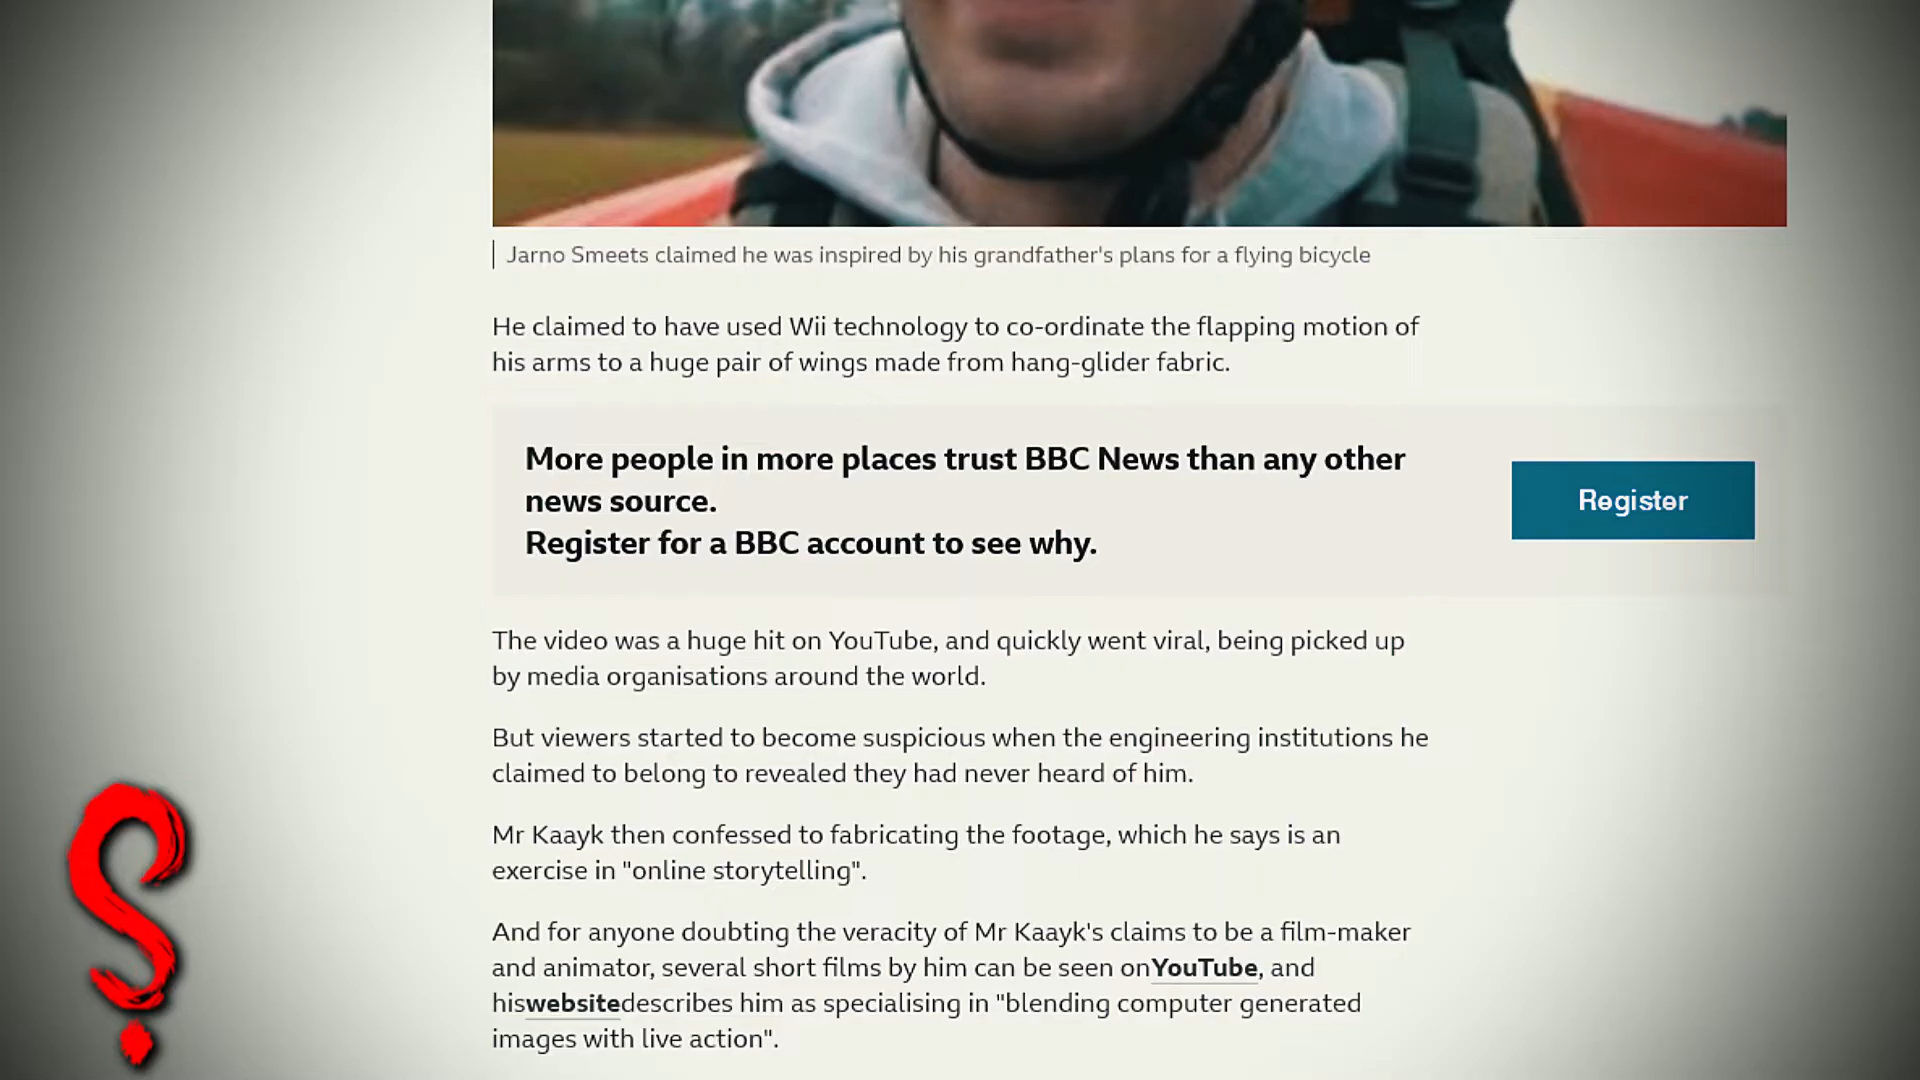 Jarno Smeets claimed he was inspired by his grandfather's plans for a flying bicycle
He claimed to have used Wii technology to co-ordinate the flapping motion of
his arms to a huge pair of wings made from hang-glider fabric.
More people in more places trust BBC News than any other
news source.
Register for a BBC account to see why.
Register
The video was a huge hit on YouTube, and quickly went viral, being picked up
by media organisations around the world.
But viewers started to become suspicious when the engineering institutions he
claimed to belong to revealed they had never heard of him.
Mr Kaayk then confessed to fabricating the footage, which he says is an
exercise in "online storytelling".
And for anyone doubting the veracity of Mr Kaayk's claims to be a film-maker
and animator, several short films by him can be seen onYouTube, and
hiswebsitedescribes him as specialising in "blending computer generated
images with live action".